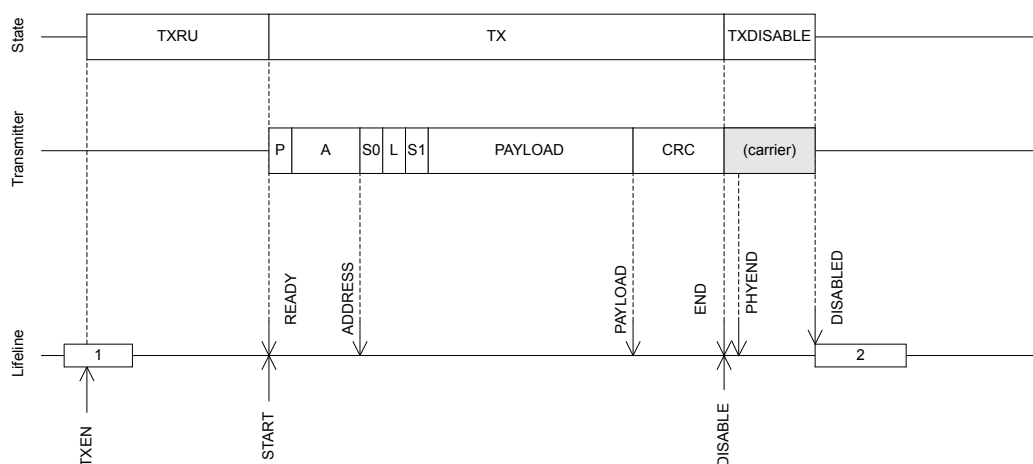 State
TXRU
TX
TXDISABLE
Transmitter
P
A
S0
L
S1
PAYLOAD
CRC
(carrier)
READY
ADDRESS
PAYLOAD
END
PHYEND
DISABLED
Lifeline
1
2
TXEN
START
DISABLE